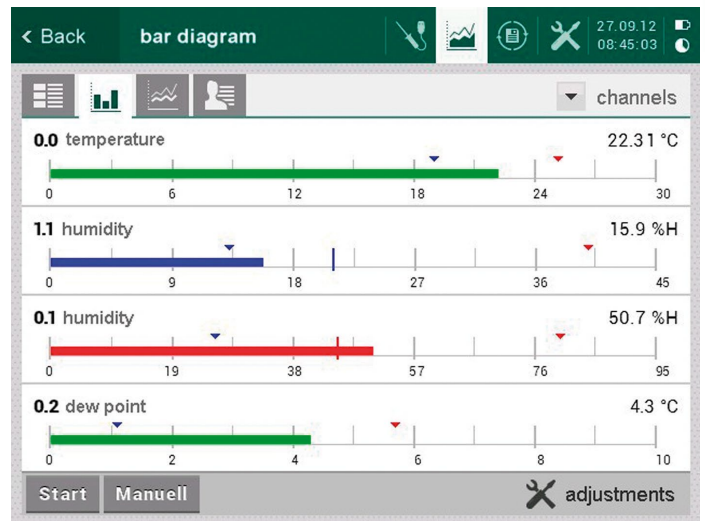 < Back bar diagram 27.09.12
08:45:03
channels
0.0 temperature 22.31 °C
0 6 12 18 24 30
1.1 humidity 15.9 %H
0 9 18 27 36 45
0.1 humidity 50.7 %H
0 19 38 57 76 95
0.2 dew point 4.3 °C
0 2 4 6 8 10
Start Manuell adjustments